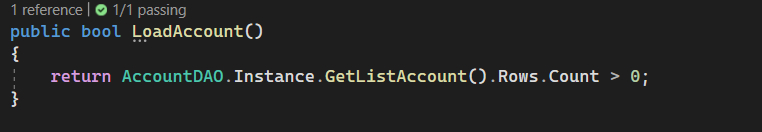 1 reference | 1/1 passing
public bool LoadAccount()
{
return AccountDAO.Instance.GetListAccount().Rows.Count > 0;
}